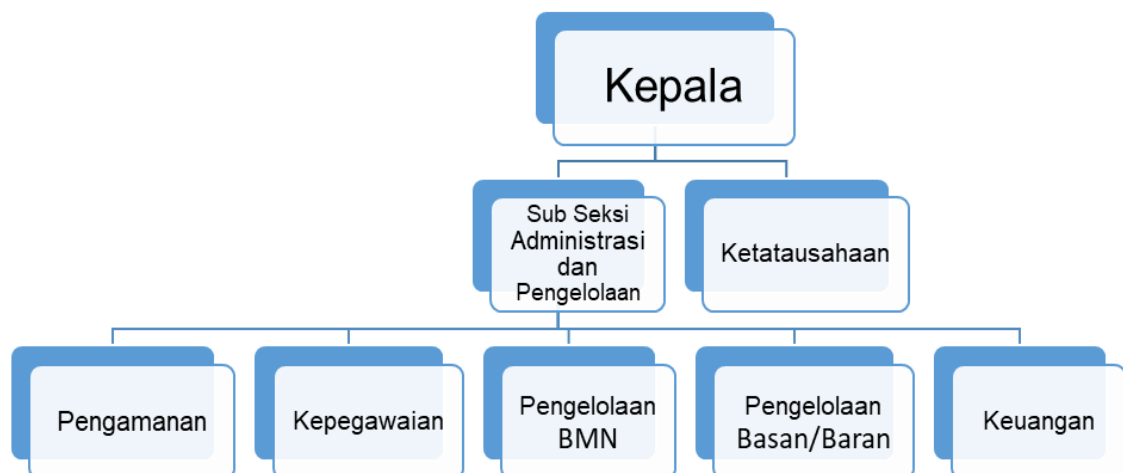 Kepala
Sub Seksi
Administrasi
dan
Pengelolaan
Ketatausahaan
Pengamanan
Kepegawaian
Pengelolaan
BMN
Pengelolaan
Basan/Baran
Keuangan